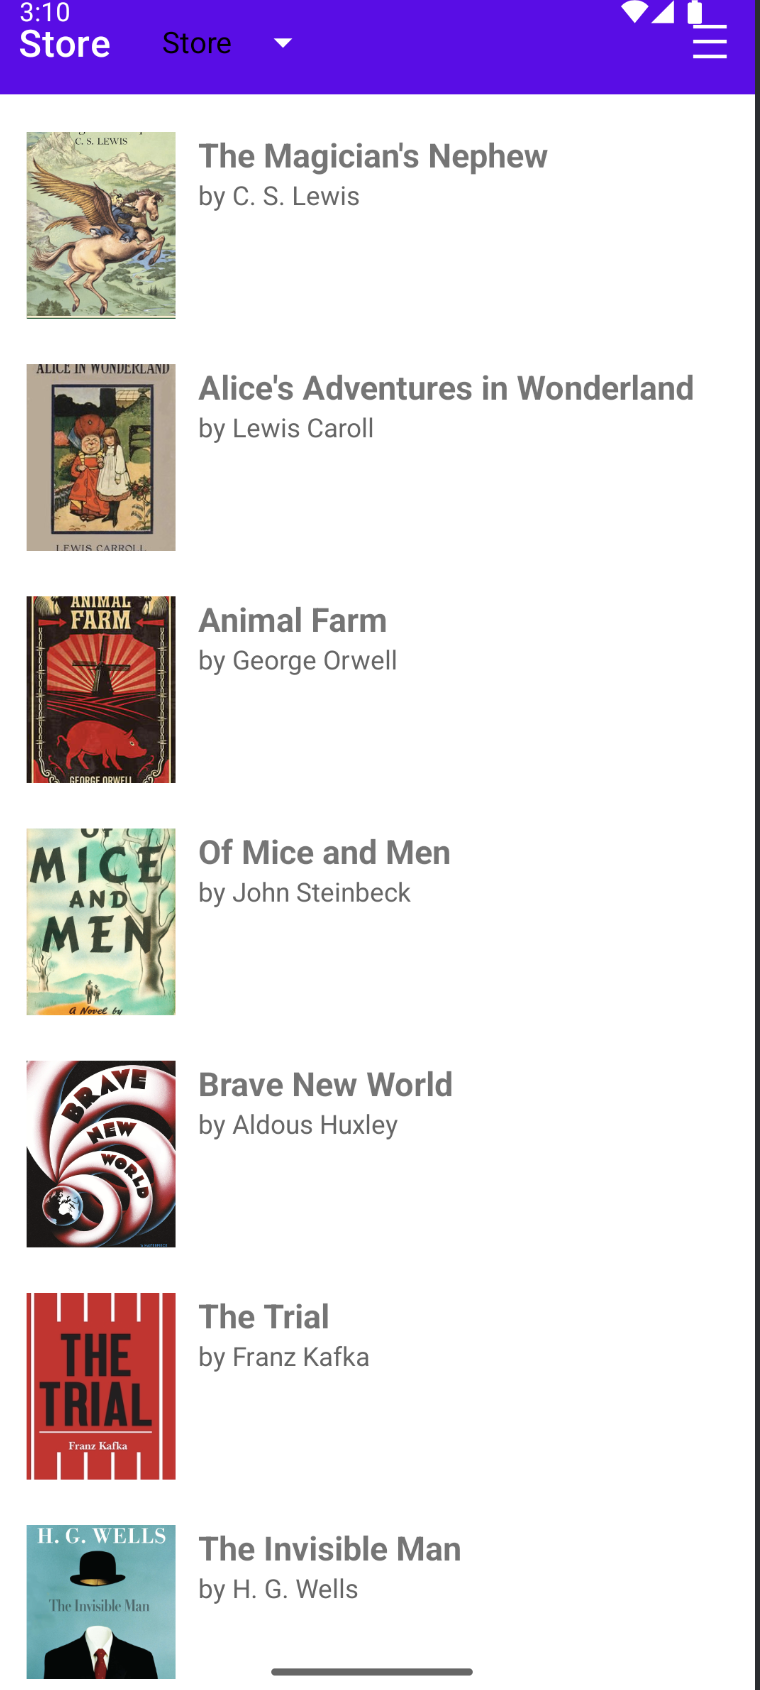 3:10
Store
Store
C. S. LEWIS
The Magician's Nephew
by C. S. Lewis
ALICE IN WONDERLAND
LEWIS CARROLL
Alice's Adventures in Wonderland
by Lewis Caroll
ANIMAL
FARM
GEORGE ORWELL
Animal Farm
by George Orwell
OF
MICE
AND
MEN
A Novel by
Of Mice and Men
by John Steinbeck
BRAVE
NEW
WORLD
Brave New World
by Aldous Huxley
THE
TRIAL
Franz Kafka
The Trial
by Franz Kafka
H. G. WELLS
The Invisible Man
The Invisible Man
by H. G. Wells